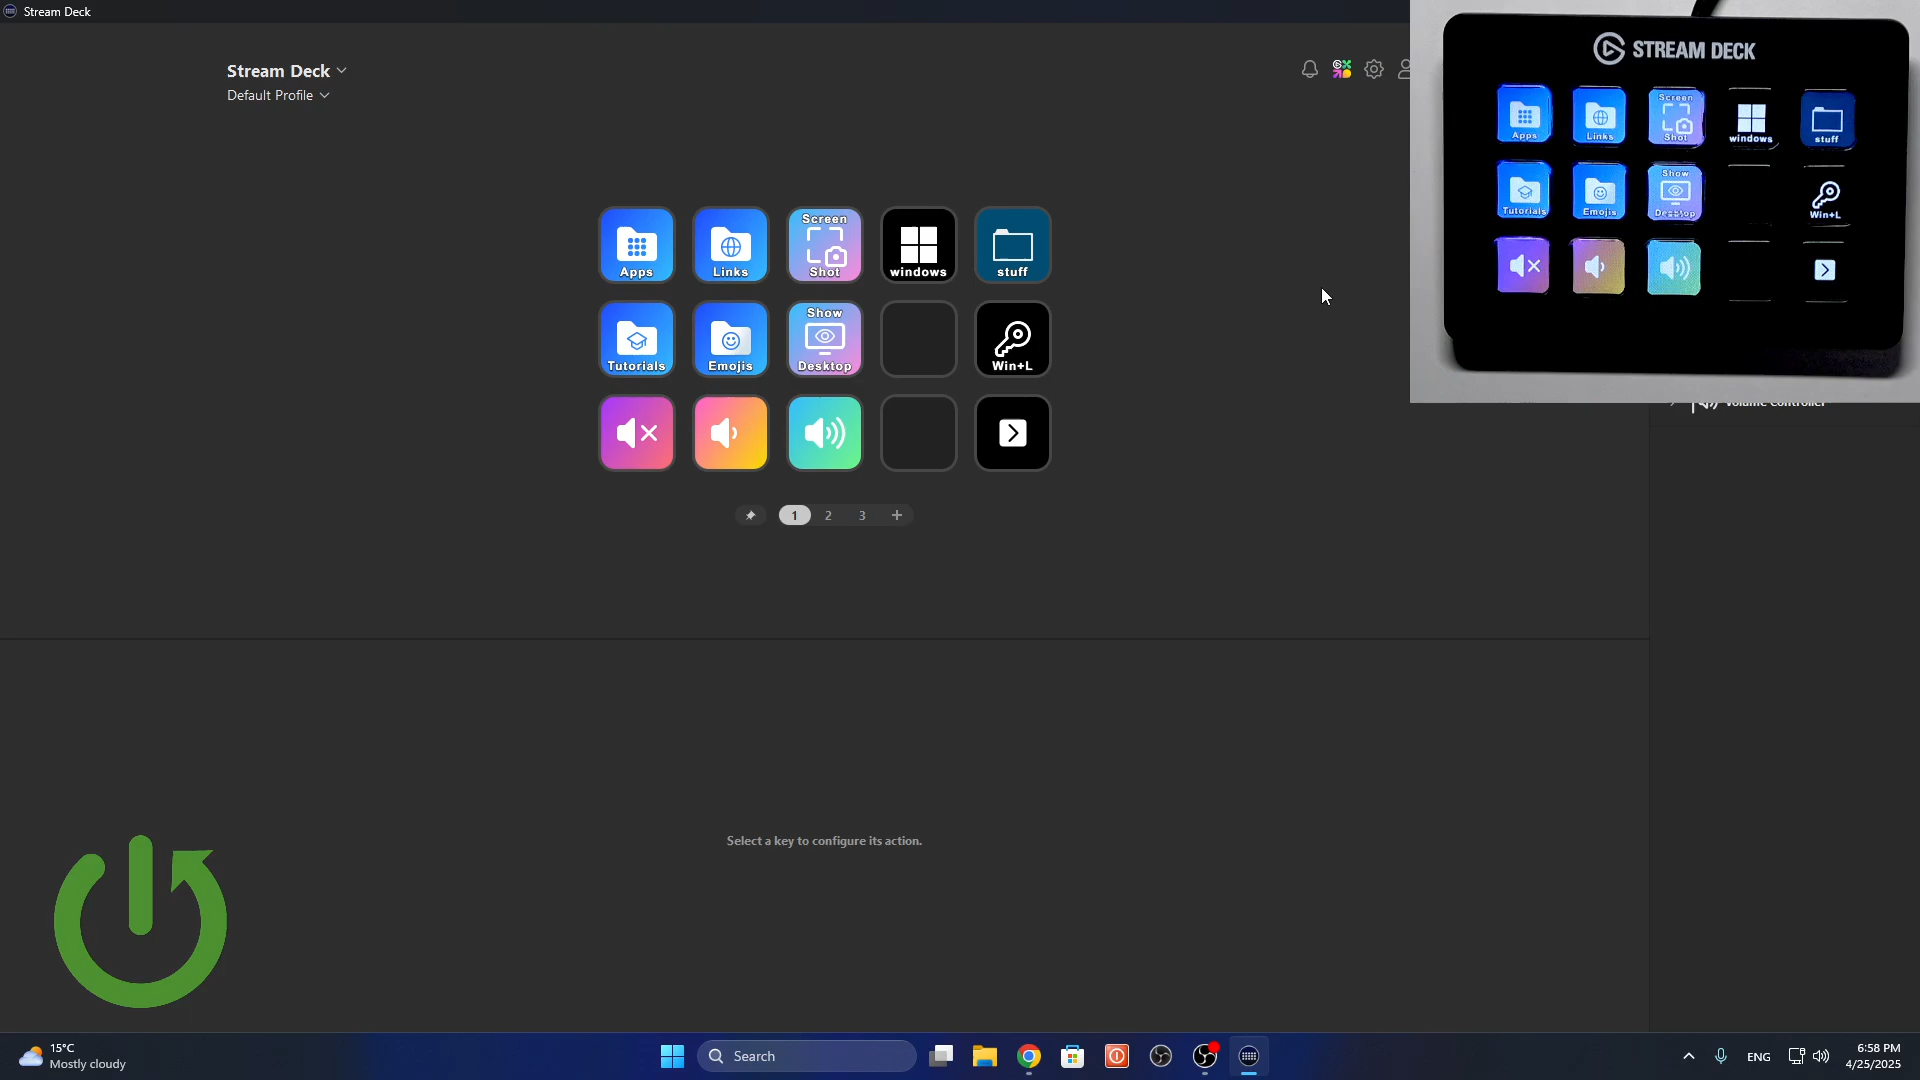 Stream Deck
Stream Deck
Default Profile
Apps
Links
Screen
Shot
windows
stuff
Tutorials
Emojis
Show
Desktop
Win+L
1
2
3
+
STREAM DECK
Apps
Links
Screen
Shot
windows
stuff
Tutorials
Emojis
Show
Desktop
Win+L
Volume Controller
Select a key to configure its action.
15°C
Mostly cloudy
Search
ENG
6:58 PM
4/25/2025